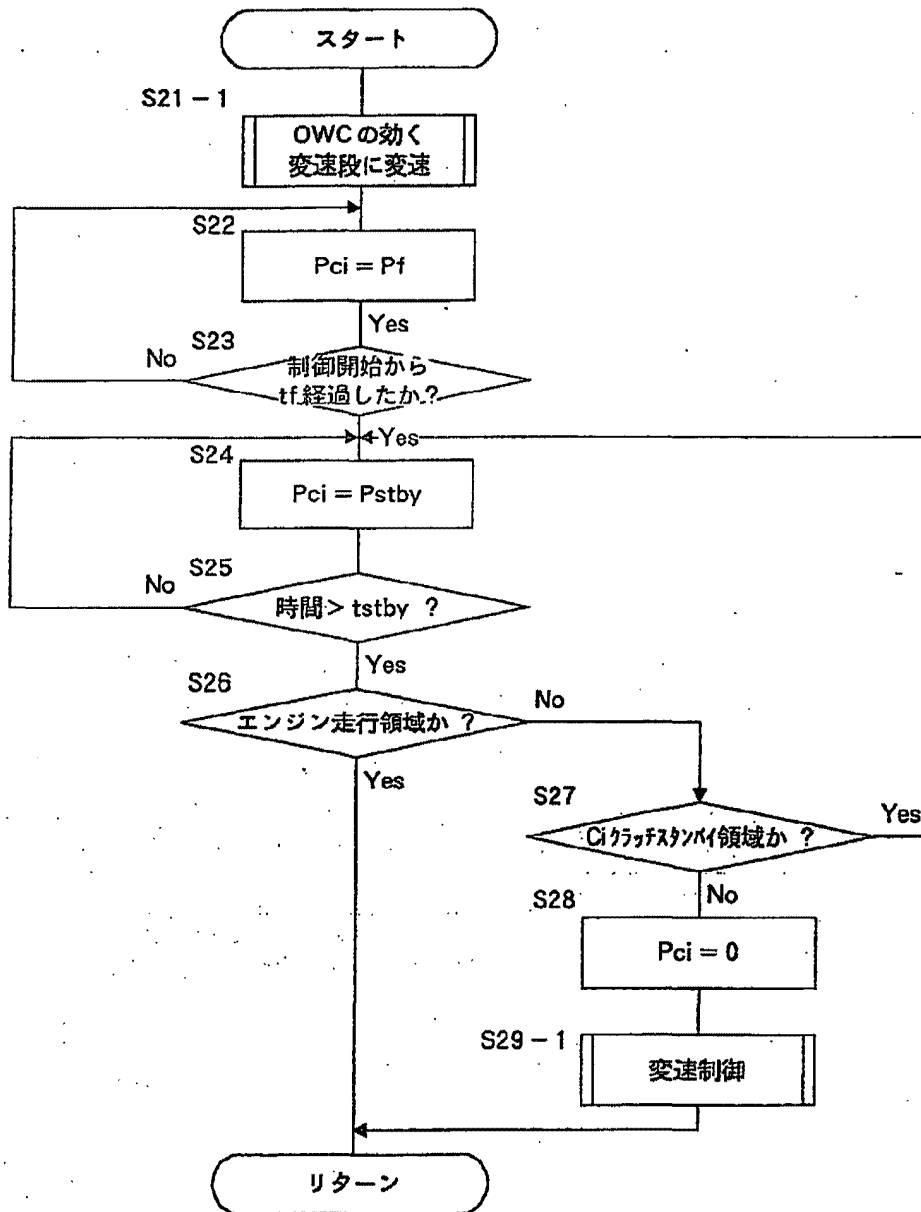 スタート
S21-1
OWCの効く
変速段に変速
S22
Pci = Pf
Yes
S23
No
制御開始から
tf経過したか?
Yes
S24
Pci = Pstby
S25
No
時間> tstby ?
Yes
S26
エンジン走行領域か ?
No
Yes
S27
Ciクラッチスタンバイ領域か ?
Yes
No
S28
Pci = 0
S29-1
変速制御
リターン